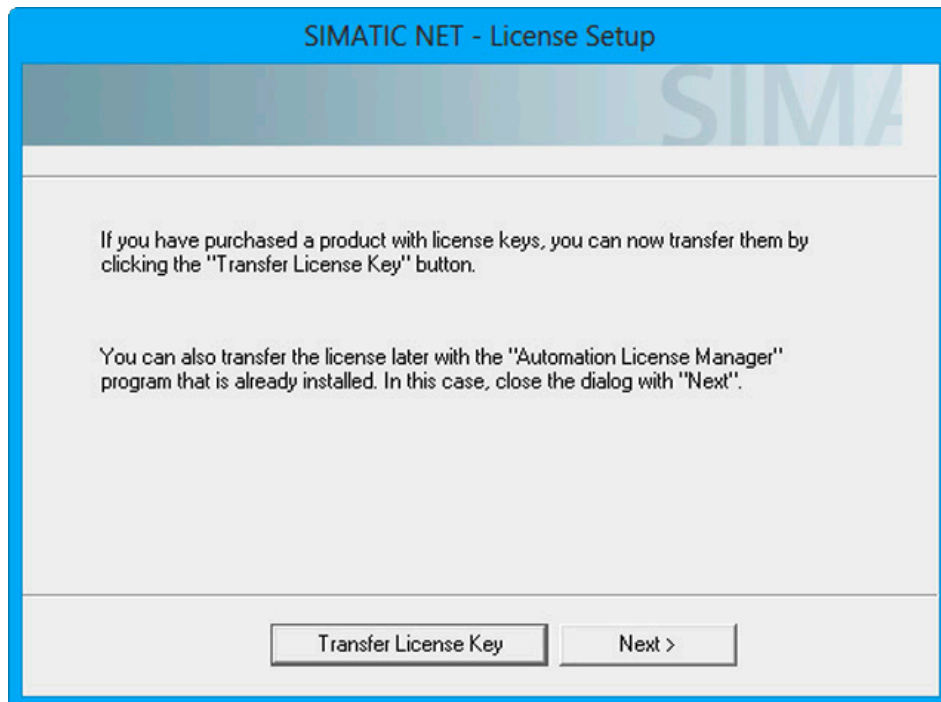 SIMATIC NET - License Setup
SIMA
If you have purchased a product with license keys, you can now transfer them by
clicking the "Transfer License Key" button.
You can also transfer the license later with the "Automation License Manager"
program that is already installed. In this case, close the dialog with "Next".
Transfer License Key
Next >